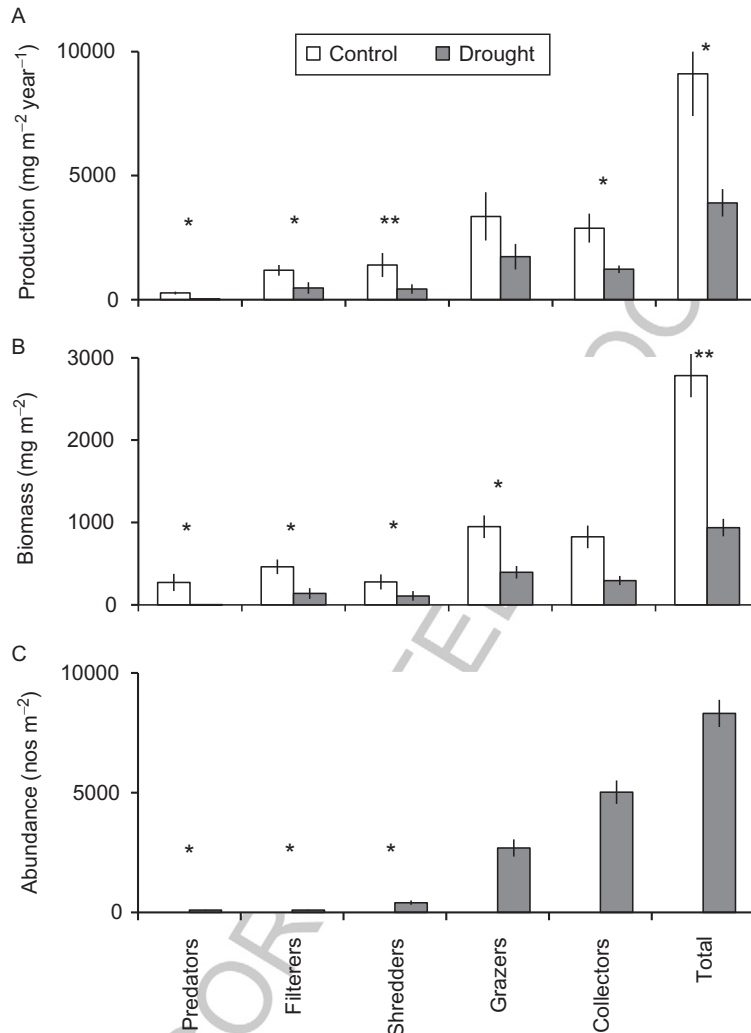 A
Production (mg m⁻² year⁻¹)
10000
5000
0
Control Drought
*
*
**
*
*
B
Biomass (mg m⁻²)
3000
2000
1000
0
*
*
*
*
**
C
Abundance (nos m⁻²)
10000
5000
0
*
*
*
Predators
Filterers
Shredders
Grazers
Collectors
Total